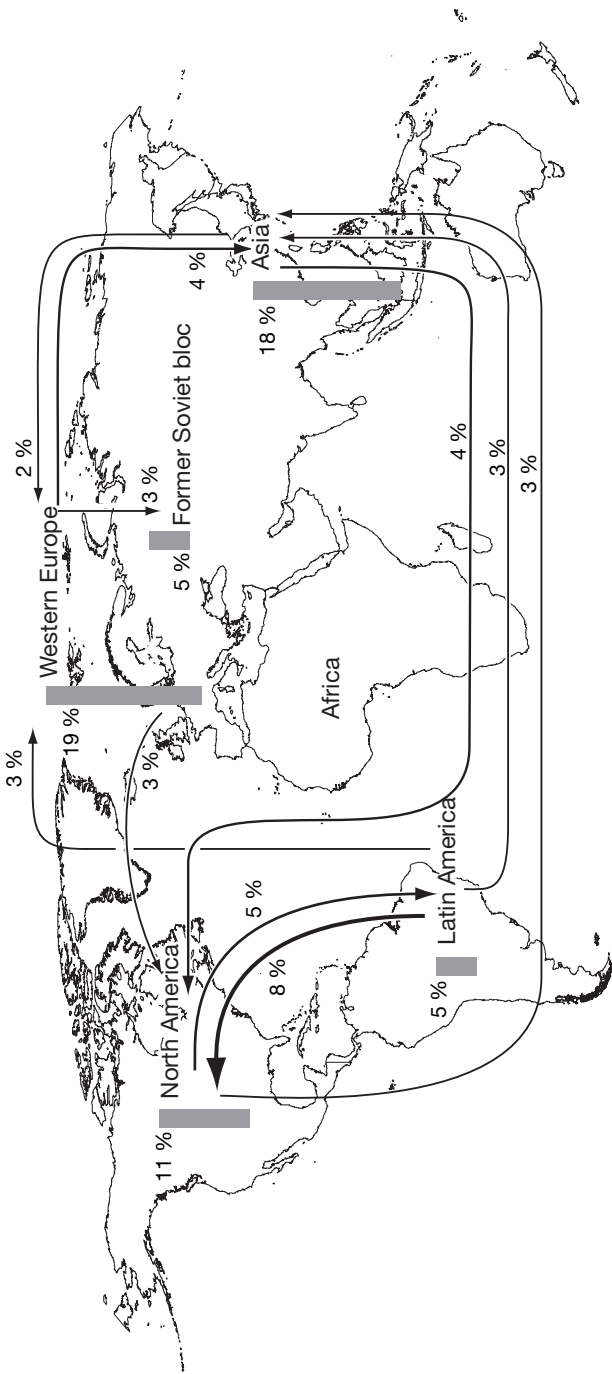 3 %
Western Europe
2 %
19 %
3 %
3 %
5 %
Former Soviet bloc
4 %
Asia
18 %
North America
11 %
5 %
8 %
Africa
Latin America
5 %
4 %
3 %
3 %